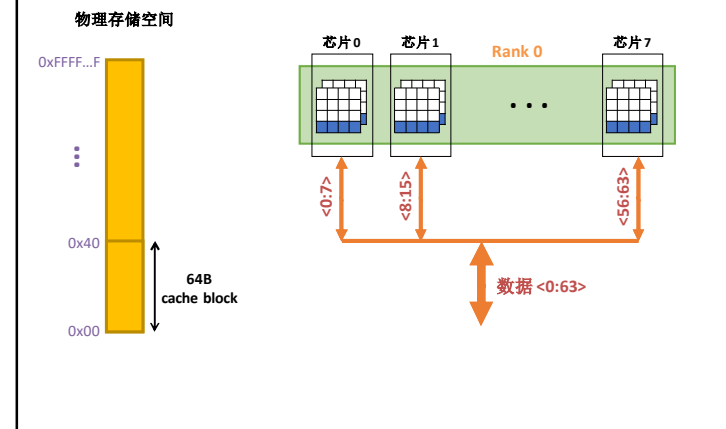 物理存储空间
0xFFFF…F
0x40
64B
cache block
0x00
芯片0
芯片1
Rank 0
芯片7
<0:7>
<8:15>
<56:63>
数据 <0:63>